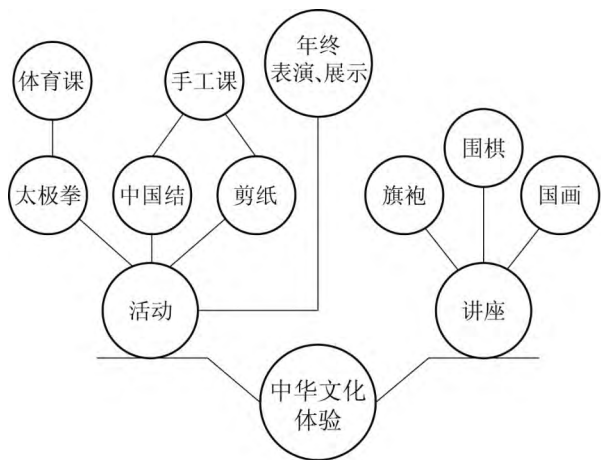 年终
表演、展示
体育课
手工课
围棋
太极拳
中国结
剪纸
旗袍
国画
活动
讲座
中华文化
体验